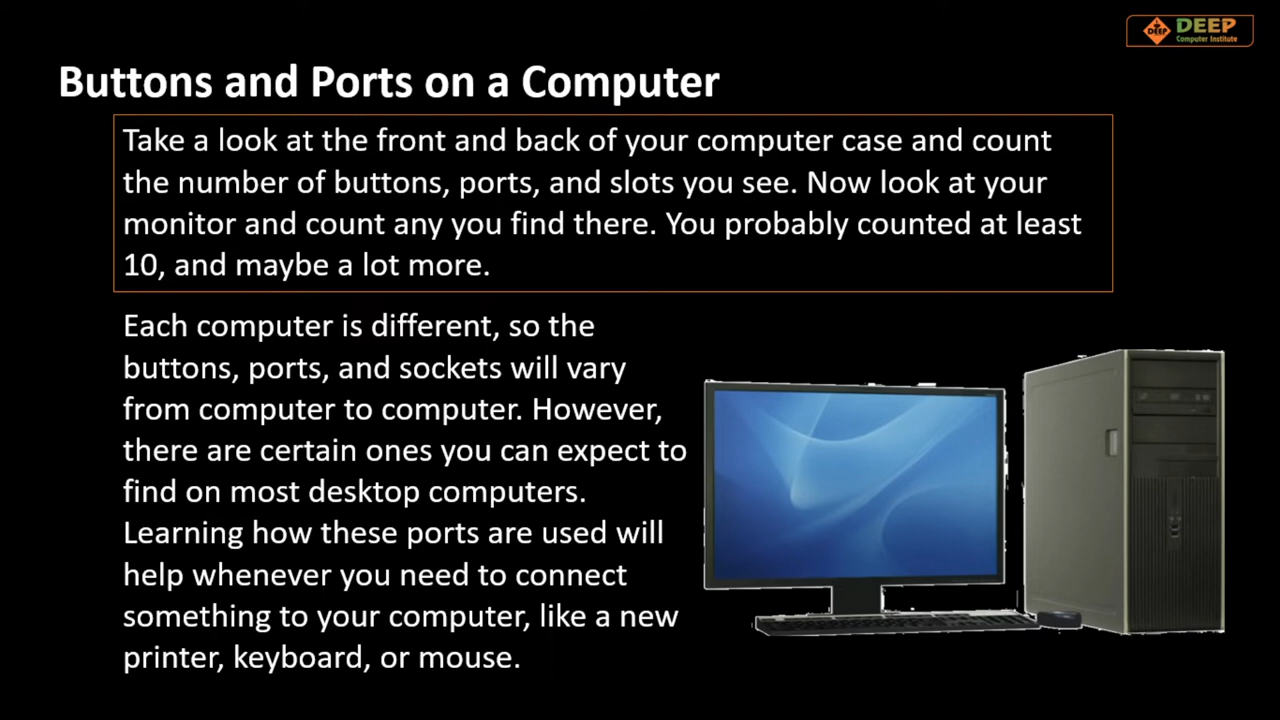 DEEP
DEEP
Computer Institute
Buttons and Ports on a Computer
Take a look at the front and back of your computer case and count
the number of buttons, ports, and slots you see. Now look at your
monitor and count any you find there. You probably counted at least
10, and maybe a lot more.
Each computer is different, so the
buttons, ports, and sockets will vary
from computer to computer. However,
there are certain ones you can expect to
find on most desktop computers.
Learning how these ports are used will
help whenever you need to connect
something to your computer, like a new
printer, keyboard, or mouse.